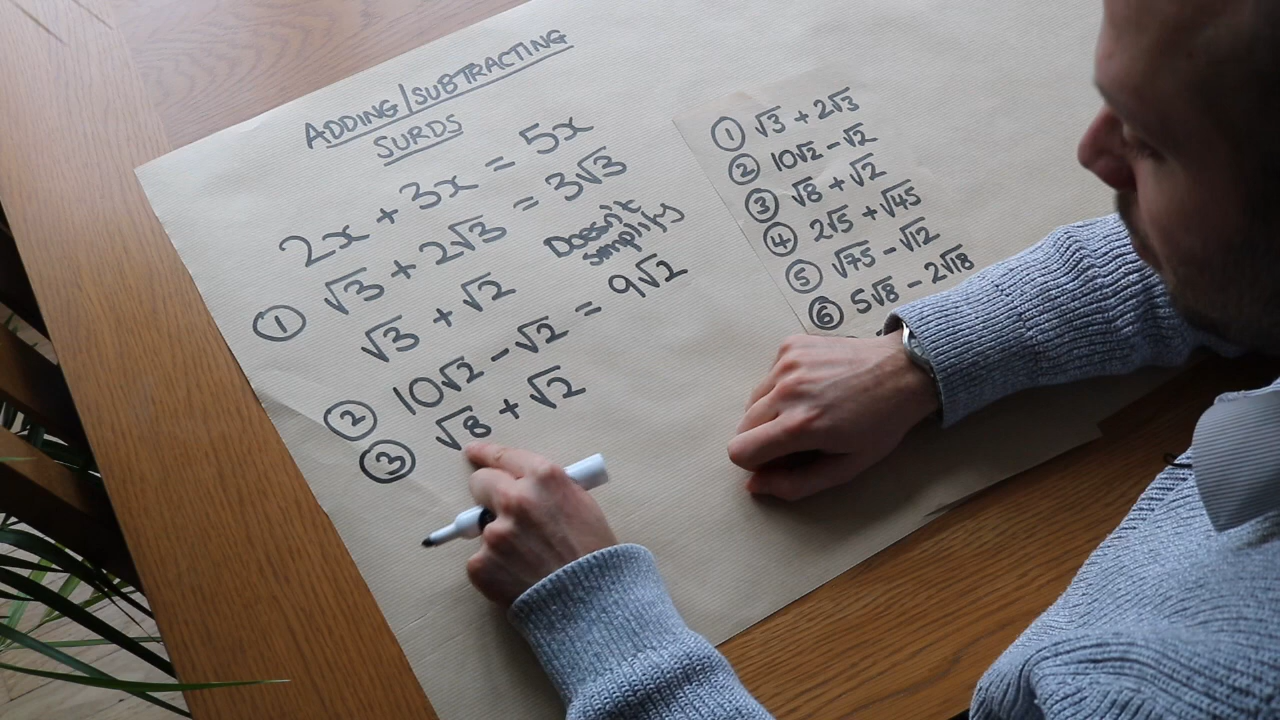 ADDING/SUBTRACTING
SURDS
2x + 3x = 5x
① √3 + 2√3 = 3√3
√3 + √2 Doesn't
simplify
② 10√2 - √2 = 9√2
③ √8 + √2
① √3 + 2√3
② 10√2 - √2
③ √8 + √2
④ 2√5 + √45
⑤ √75 - √12
⑥ 5√8 - 2√18